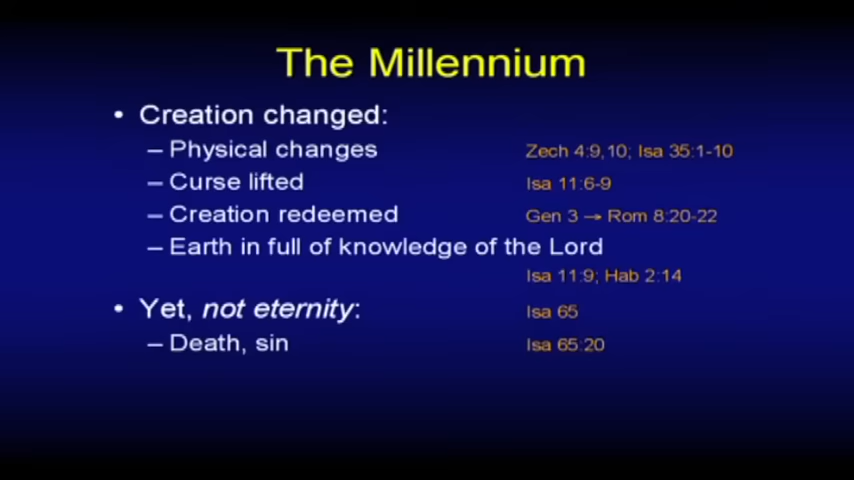 The Millennium
• Creation changed:
– Physical changes Zech 4:9,10; Isa 35:1-10
– Curse lifted Isa 11:6-9
– Creation redeemed Gen 3 → Rom 8:20-22
– Earth in full of knowledge of the Lord
Isa 11:9; Hab 2:14
• Yet, not eternity: Isa 65
– Death, sin Isa 65:20